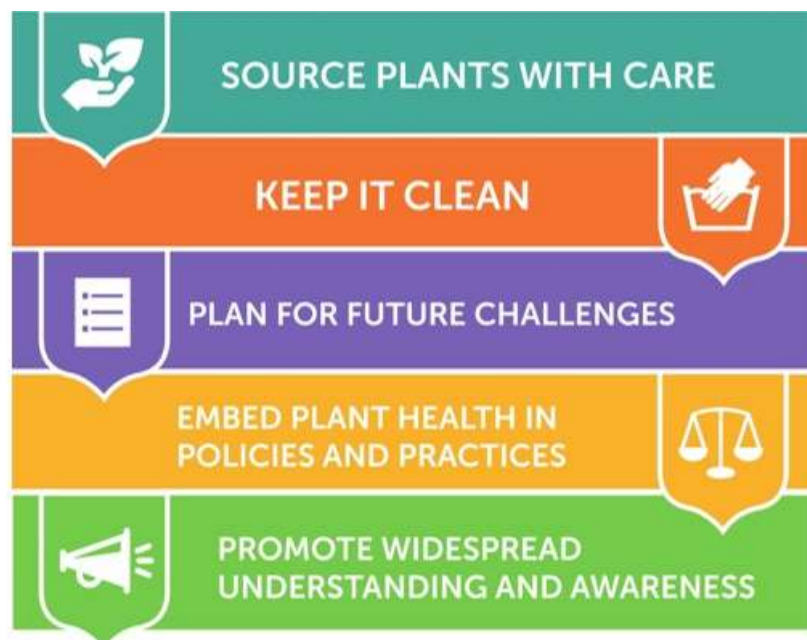 SOURCE PLANTS WITH CARE
KEEP IT CLEAN
PLAN FOR FUTURE CHALLENGES
EMBED PLANT HEALTH IN
POLICIES AND PRACTICES
PROMOTE WIDESPREAD
UNDERSTANDING AND AWARENESS